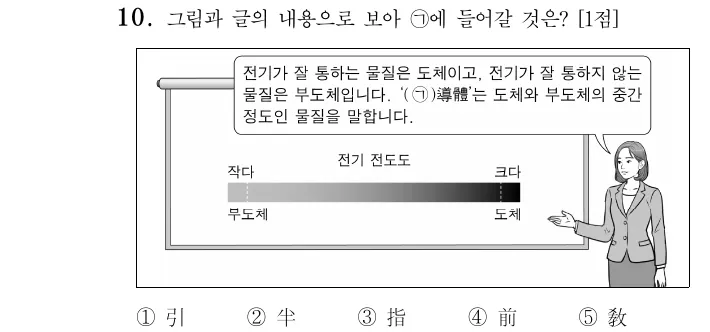 10. 그림과 글의 내용으로 보아 ㉠에 들어갈 것은? [1점]
전기가 잘 통하는 물질은 도체이고, 전기가 잘 통하지 않는
물질은 부도체입니다. ‘( ㉠ )導體’는 도체와 부도체의 중간
정도인 물질을 말합니다.
전기 전도도
작다 크다
부도체 도체
① 引 ② 半 ③ 指 ④ 前 ⑤ 敎